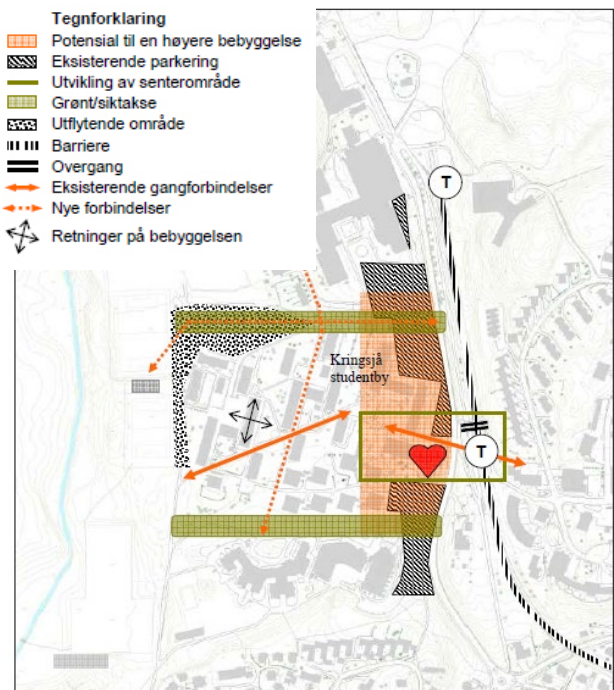 Tegnforklaring
Potensial til en høyere bebyggelse
Eksisterende parkering
Utvikling av senterområde
Grønt/siktakse
Utflytende område
Barriere
Overgang
Eksisterende gangforbindelser
Nye forbindelser
Retninger på bebyggelsen
T
Kringsjå
studentby
T